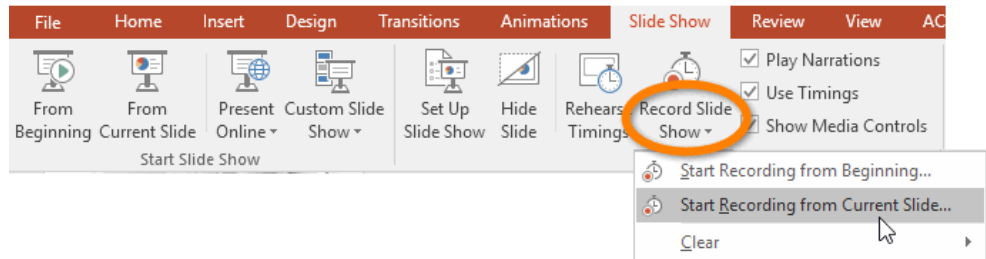 File Home Insert Design Transitions Animations Slide Show Review View AC
From Beginning
From Current Slide
Present Online
Custom Slide Show
Set Up Slide Show
Hide Slide
Rehears Timings
Record Slide Show
Play Narrations
Use Timings
Show Media Controls
Start Slide Show
Start Recording from Beginning...
Start Recording from Current Slide...
Clear